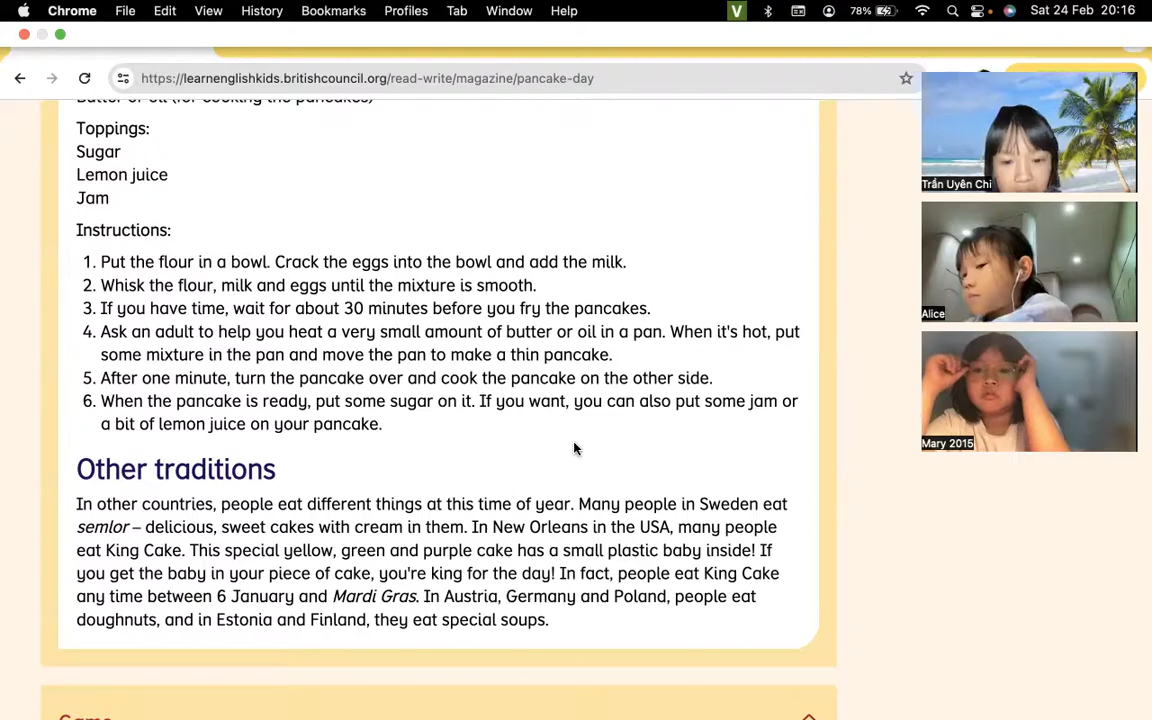 Chrome File Edit View History Bookmarks Profiles Tab Window Help V 78% Sat 24 Feb 20:16
https://learnenglishkids.britishcouncil.org/read-write/magazine/pancake-day
Butter or oil (for cooking the pancakes)
Toppings:
Sugar
Lemon juice
Jam
Instructions:
1. Put the flour in a bowl. Crack the eggs into the bowl and add the milk.
2. Whisk the flour, milk and eggs until the mixture is smooth.
3. If you have time, wait for about 30 minutes before you fry the pancakes.
4. Ask an adult to help you heat a very small amount of butter or oil in a pan. When it's hot, put
some mixture in the pan and move the pan to make a thin pancake.
5. After one minute, turn the pancake over and cook the pancake on the other side.
6. When the pancake is ready, put some sugar on it. If you want, you can also put some jam or
a bit of lemon juice on your pancake.
Other traditions
In other countries, people eat different things at this time of year. Many people in Sweden eat
semlor – delicious, sweet cakes with cream in them. In New Orleans in the USA, many people
eat King Cake. This special yellow, green and purple cake has a small plastic baby inside! If
you get the baby in your piece of cake, you're king for the day! In fact, people eat King Cake
any time between 6 January and Mardi Gras. In Austria, Germany and Poland, people eat
doughnuts, and in Estonia and Finland, they eat special soups.
Game
Trần Uyên Chi
Alice
Mary 2015